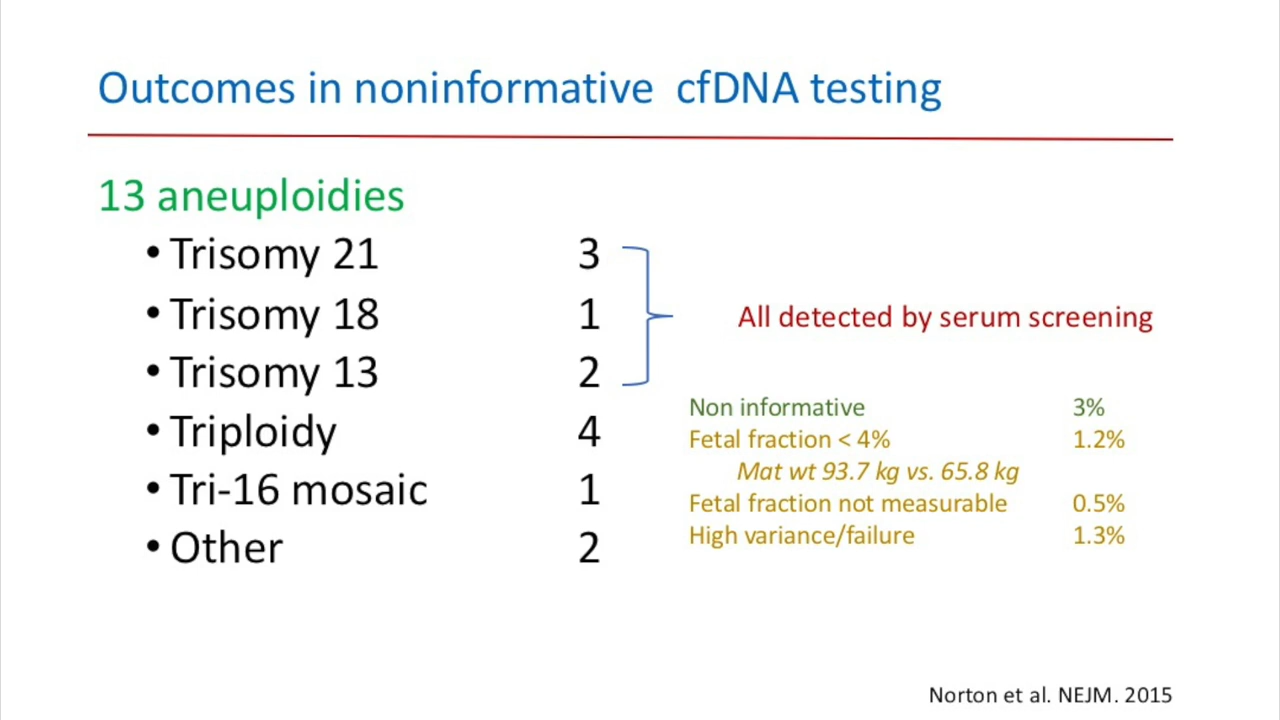 Outcomes in noninformative cfDNA testing
13 aneuploidies
• Trisomy 21 3
• Trisomy 18 1
• Trisomy 13 2
• Triploidy 4
• Tri-16 mosaic 1
• Other 2
All detected by serum screening
Non informative 3%
Fetal fraction < 4% 1.2%
Mat wt 93.7 kg vs. 65.8 kg
Fetal fraction not measurable 0.5%
High variance/failure 1.3%
Norton et al. NEJM. 2015